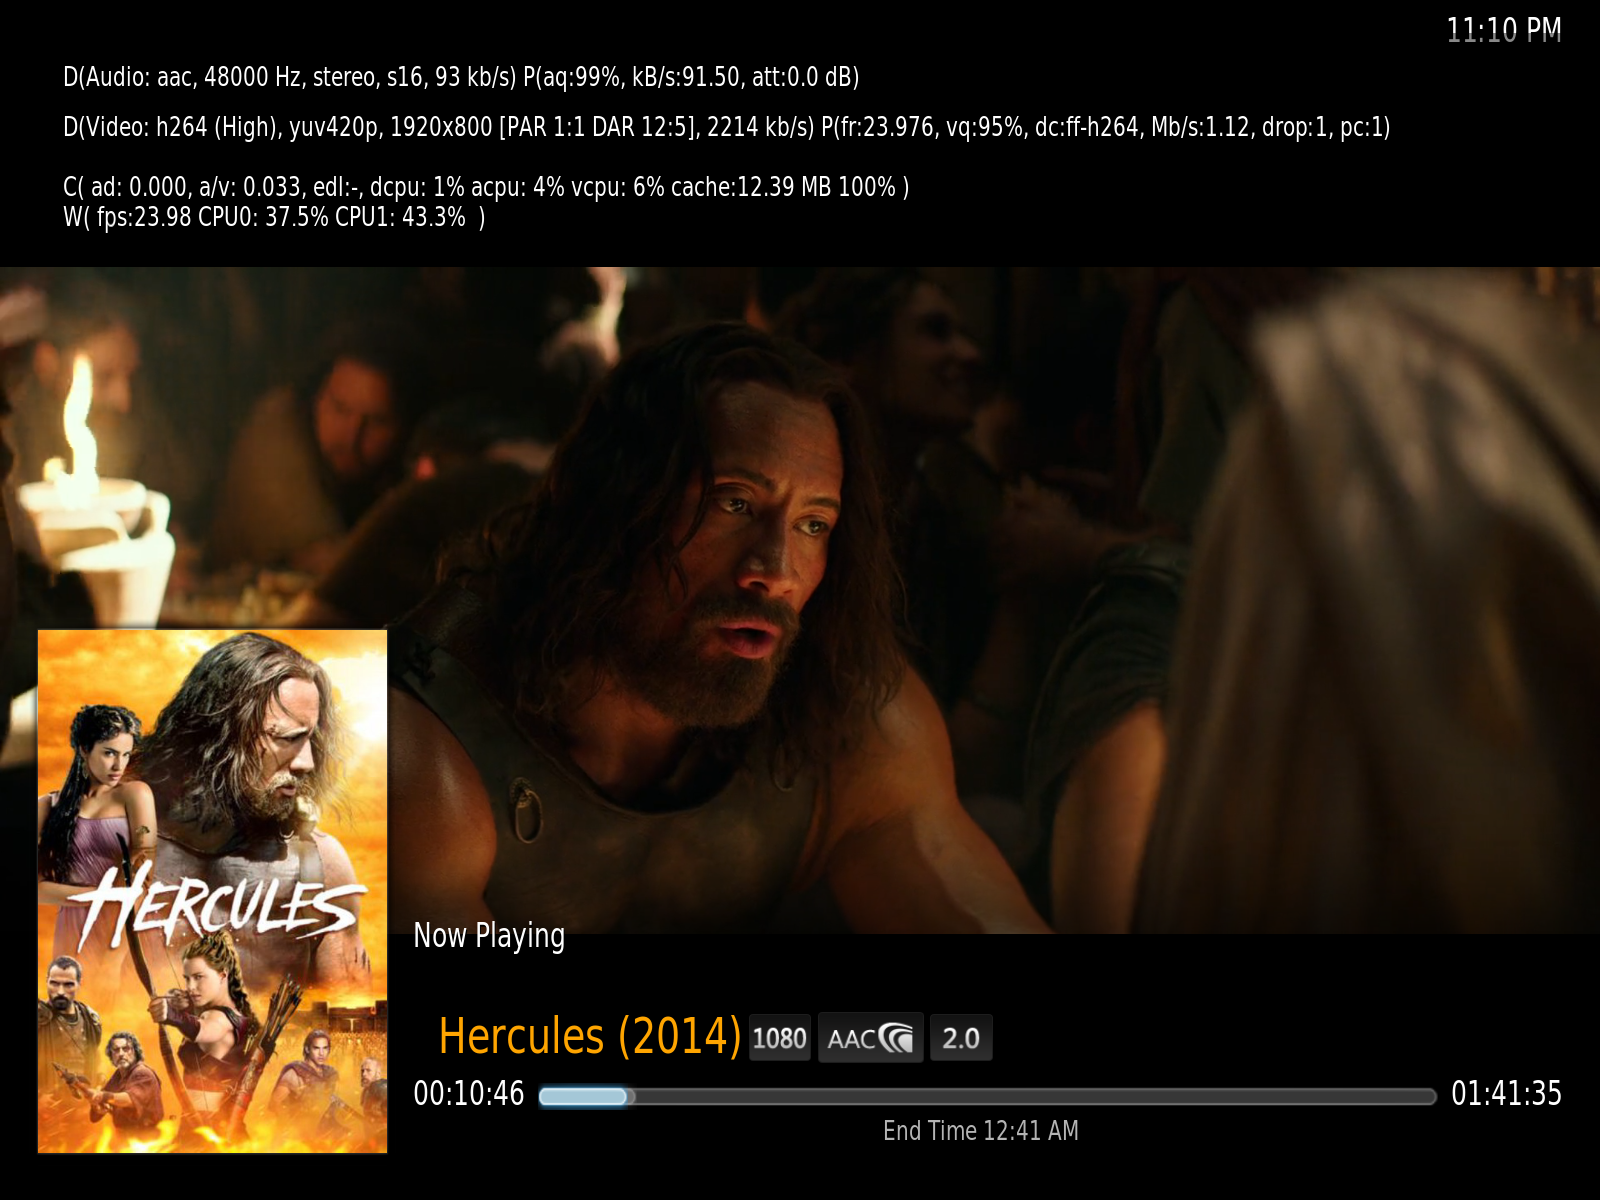 11:10 PM
D(Audio: aac, 48000 Hz, stereo, s16, 93 kb/s) P(aq:99%, kB/s:91.50, att:0.0 dB)
D(Video: h264 (High), yuv420p, 1920x800 [PAR 1:1 DAR 12:5], 2214 kb/s) P(fr:23.976, vq:95%, dc:ff-h264, Mb/s:1.12, drop:1, pc:1)
C( ad: 0.000, a/v: 0.033, edl:-, dcpu: 1% acpu: 4% vcpu: 6% cache:12.39 MB 100% )
W( fps:23.98 CPU0: 37.5% CPU1: 43.3% )
HERCULES
Now Playing
Hercules (2014) 1080 AAC 2.0
00:10:46 01:41:35
End Time 12:41 AM